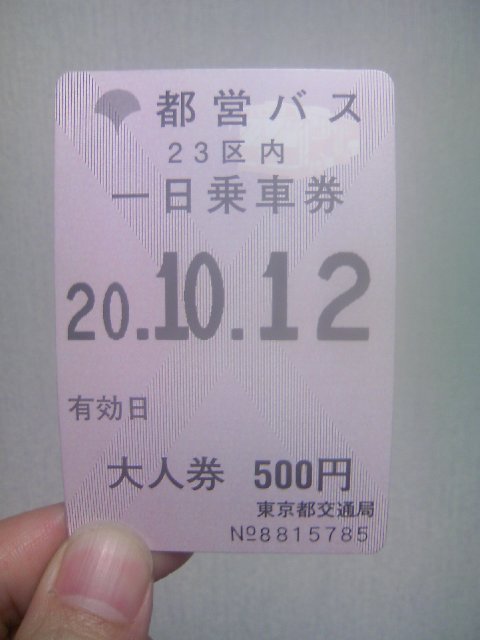 都営バス
23区内
一日乗車券
20.10.12
有効日
大人券 500円
東京都交通局
№8815785